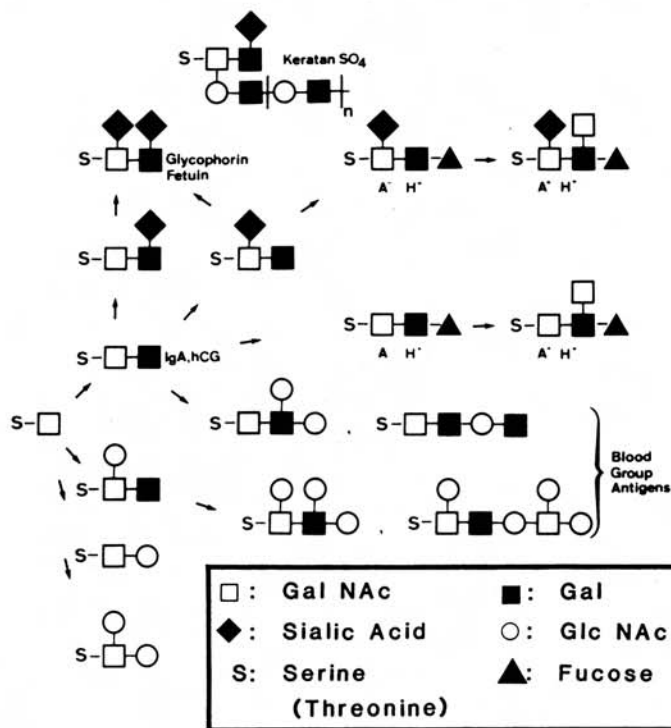 S-
Keratan SO4
n
S-
Glycophorin
Fetuin
S-
A- H-
S-
A- H-
S-
S-
S-
IgA,hCG
S-
A H-
S-
A- H-
S-
S-
S-
S-
S-
S-
Blood
Group
Antigens
S-
S-
: Gal NAc
: Gal
: Sialic Acid
: Glc NAc
S: Serine
(Threonine)
: Fucose